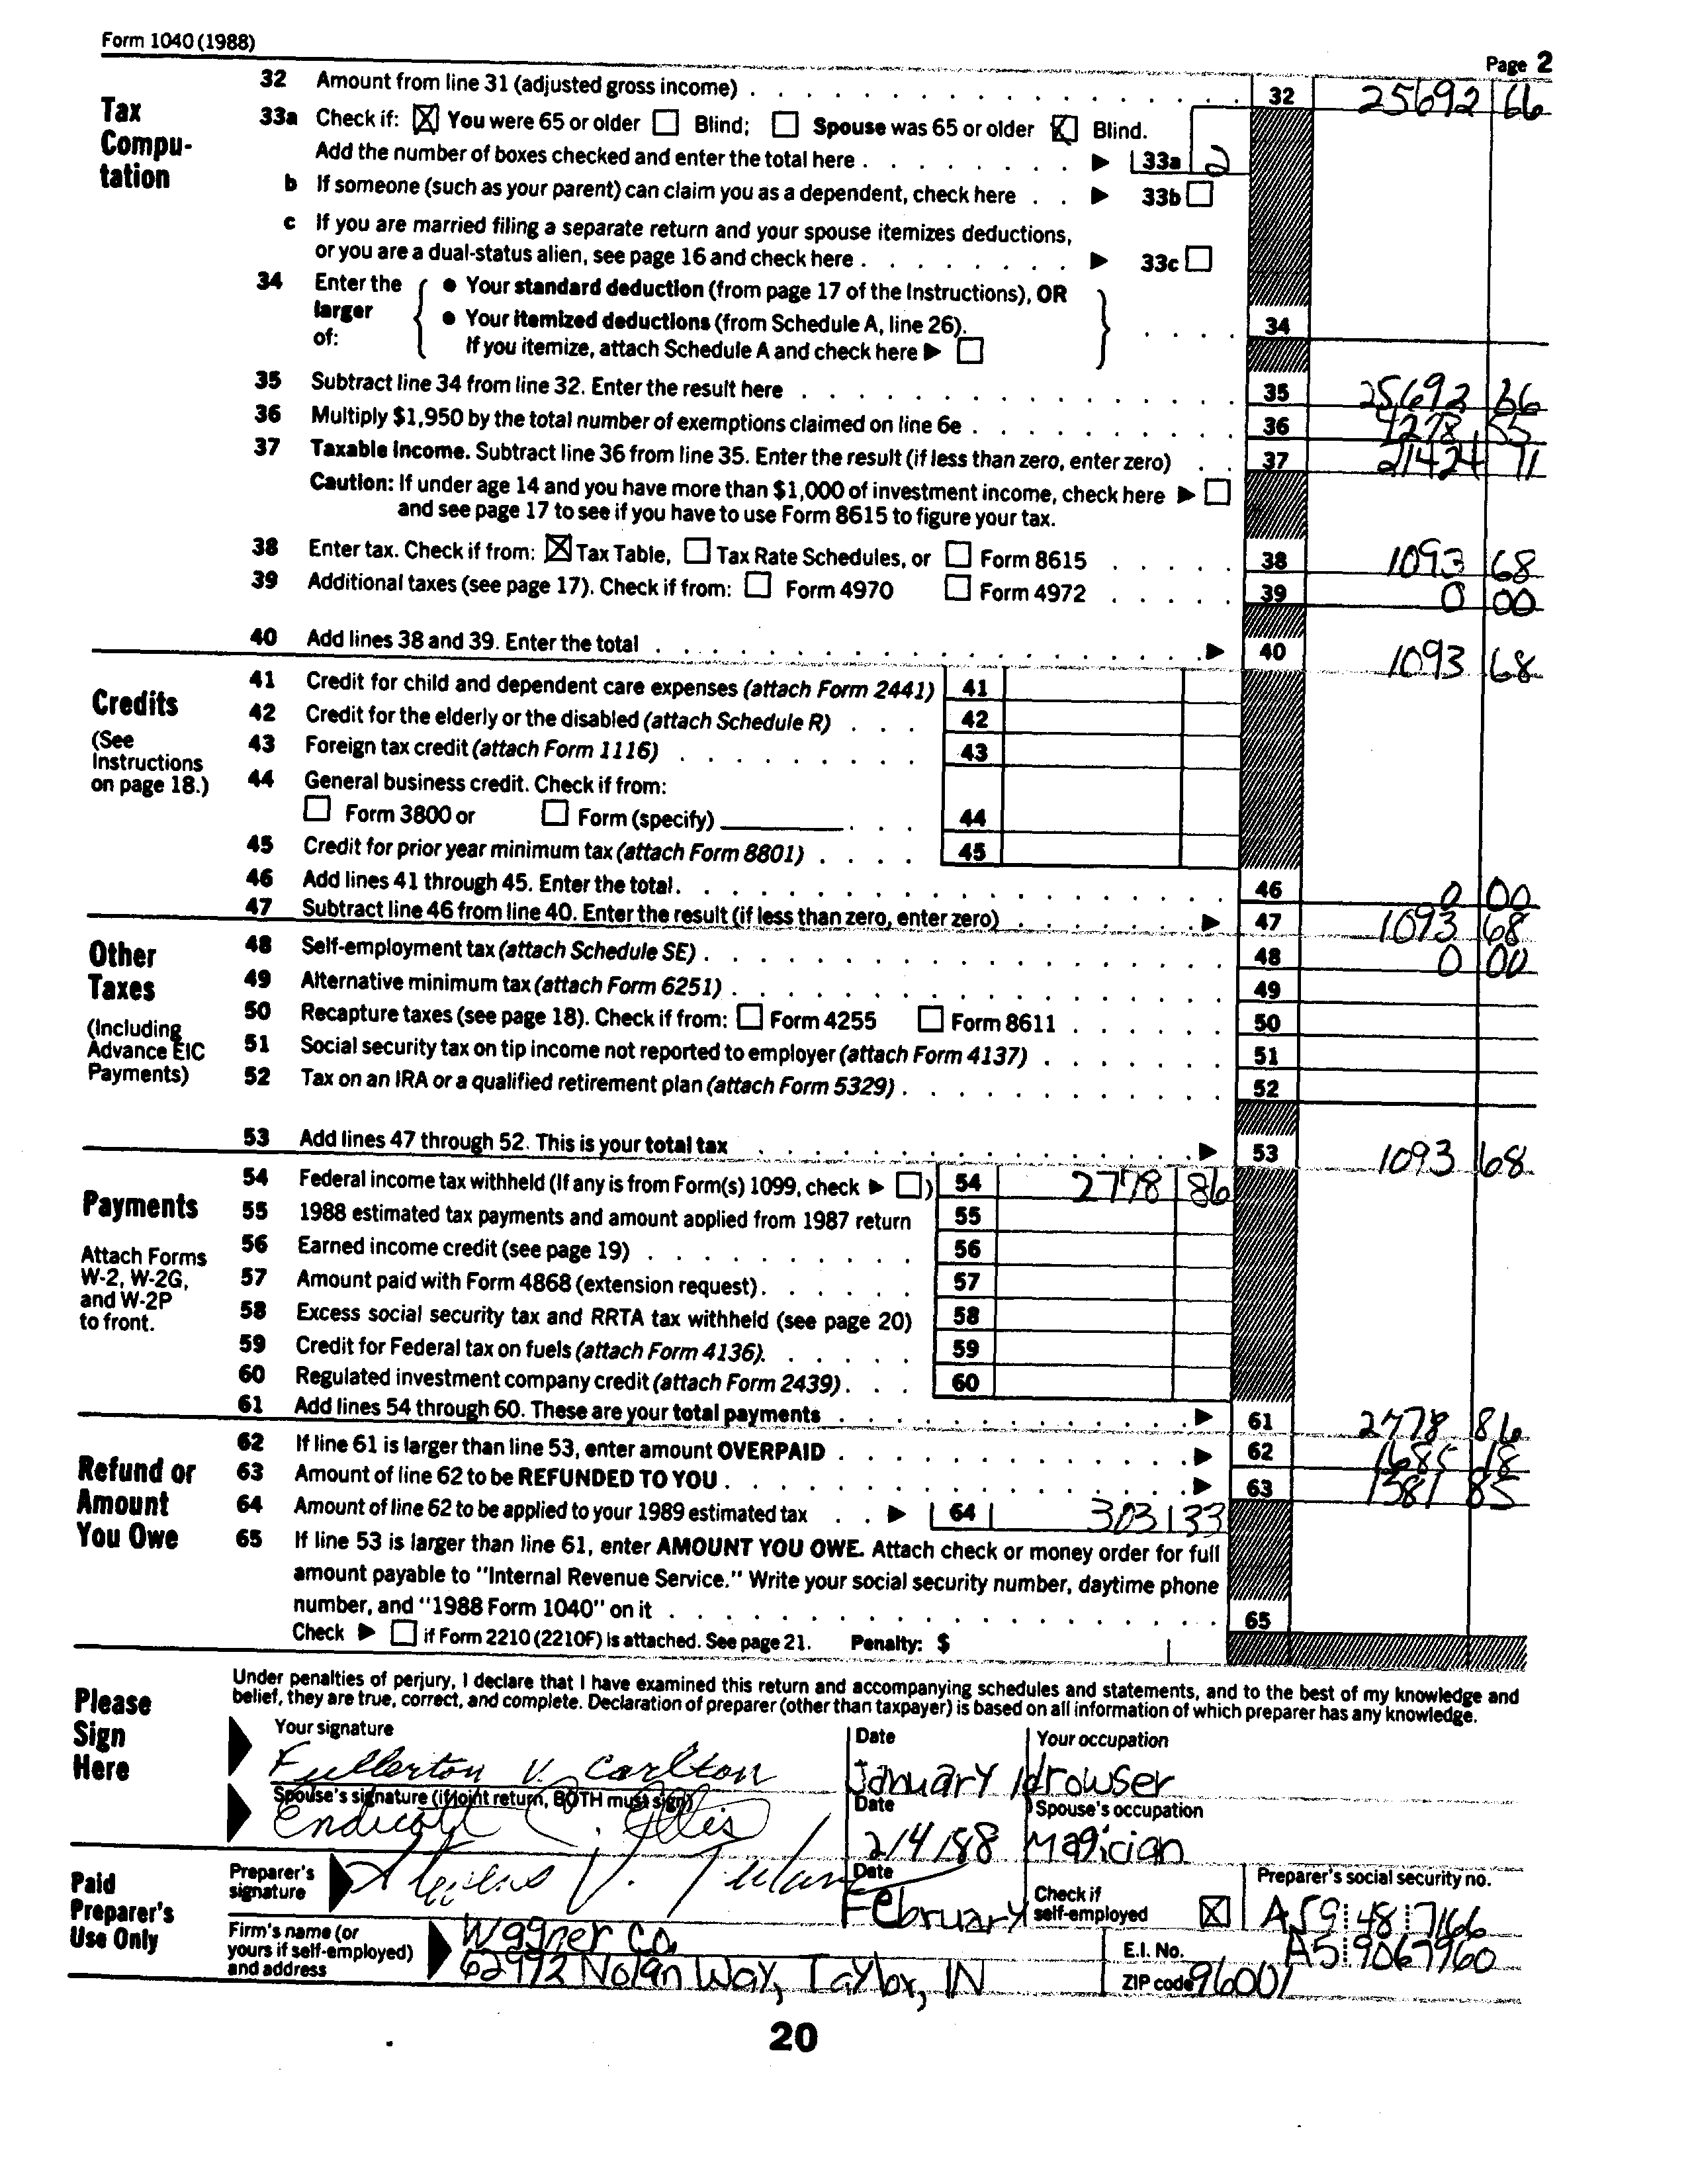 Form 1040 (1988)
Page 2
Tax Compu-tation
32 Amount from line 31 (adjusted gross income) 32 25692 66
33a Check if: ☒ You were 65 or older ☐ Blind; ☐ Spouse was 65 or older ☒ Blind.
Add the number of boxes checked and enter the total here ▶ 33a 2
b If someone (such as your parent) can claim you as a dependent, check here ▶ 33b ☐
c If you are married filing a separate return and your spouse itemizes deductions,
or you are a dual-status alien, see page 16 and check here ▶ 33c ☐
34 Enter the larger of:
● Your standard deduction (from page 17 of the Instructions), OR
● Your itemized deductions (from Schedule A, line 26).
If you itemize, attach Schedule A and check here ▶ ☐
34
35 Subtract line 34 from line 32. Enter the result here 35 25692 66
36 Multiply $1,950 by the total number of exemptions claimed on line 6e 36 4278 55
37 Taxable income. Subtract line 36 from line 35. Enter the result (if less than zero, enter zero) 37 21424 11
Caution: If under age 14 and you have more than $1,000 of investment income, check here ▶ ☐
and see page 17 to see if you have to use Form 8615 to figure your tax.
38 Enter tax. Check if from: ☒ Tax Table, ☐ Tax Rate Schedules, or ☐ Form 8615 38 1093 68
39 Additional taxes (see page 17). Check if from: ☐ Form 4970 ☐ Form 4972 39 0 00
40 Add lines 38 and 39. Enter the total ▶ 40 1093 68
Credits
(See Instructions on page 18.)
41 Credit for child and dependent care expenses (attach Form 2441) 41
42 Credit for the elderly or the disabled (attach Schedule R) 42
43 Foreign tax credit (attach Form 1116) 43
44 General business credit. Check if from:
☐ Form 3800 or ☐ Form (specify) 44
45 Credit for prior year minimum tax (attach Form 8801) 45
46 Add lines 41 through 45. Enter the total. 46 0 00
47 Subtract line 46 from line 40. Enter the result (if less than zero, enter zero) ▶ 47 1093 68
Other Taxes
(Including Advance EIC Payments)
48 Self-employment tax (attach Schedule SE) 48 0 00
49 Alternative minimum tax (attach Form 6251) 49
50 Recapture taxes (see page 18). Check if from: ☐ Form 4255 ☐ Form 8611 50
51 Social security tax on tip income not reported to employer (attach Form 4137) 51
52 Tax on an IRA or a qualified retirement plan (attach Form 5329) 52
53 Add lines 47 through 52. This is your total tax ▶ 53 1093 68
Payments
Attach Forms W-2, W-2G, and W-2P to front.
54 Federal income tax withheld (If any is from Form(s) 1099, check ▶ ☐) 54 2778 86
55 1988 estimated tax payments and amount applied from 1987 return 55
56 Earned income credit (see page 19) 56
57 Amount paid with Form 4868 (extension request) 57
58 Excess social security tax and RRTA tax withheld (see page 20) 58
59 Credit for Federal tax on fuels (attach Form 4136). 59
60 Regulated investment company credit (attach Form 2439) 60
61 Add lines 54 through 60. These are your total payments ▶ 61 2778 86
Refund or Amount You Owe
62 If line 61 is larger than line 53, enter amount OVERPAID ▶ 62 1685 18
63 Amount of line 62 to be REFUNDED TO YOU ▶ 63 1381 85
64 Amount of line 62 to be applied to your 1989 estimated tax ▶ 64 303 33
65 If line 53 is larger than line 61, enter AMOUNT YOU OWE. Attach check or money order for full
amount payable to "Internal Revenue Service." Write your social security number, daytime phone
number, and "1988 Form 1040" on it 65
Check ▶ ☐ if Form 2210 (2210F) is attached. See page 21. Penalty: $
Please Sign Here
Under penalties of perjury, I declare that I have examined this return and accompanying schedules and statements, and to the best of my knowledge and
belief, they are true, correct, and complete. Declaration of preparer (other than taxpayer) is based on all information of which preparer has any knowledge.
Your signature Date Your occupation
Fullerton V. Carlton January 1 drowser
Spouse's signature (if joint return, BOTH must sign) Date Spouse's occupation
Endicott C. Ellis 2/4/88 Magician
Paid Preparer's Use Only
Preparer's signature V. Date Check if self-employed ☒ Preparer's social security no.
February A59 48 7166
Firm's name (or yours if self-employed) and address
Wagner Co. E.I. No. A5 9067960
62972 Nolan Way, Taylor, IN ZIP code 96001
20